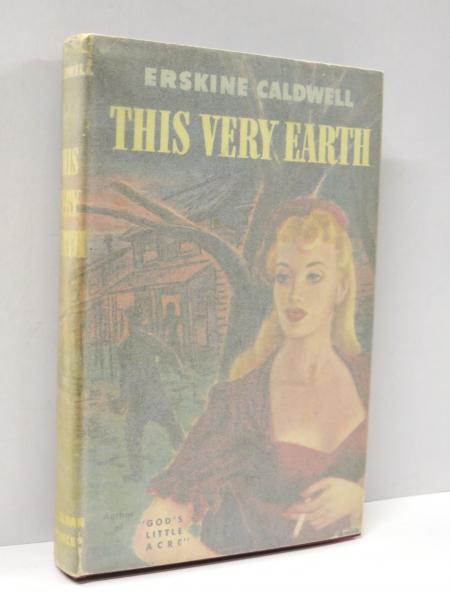 ERSKINE CALDWELL
THIS VERY EARTH
Author
of
"GOD'S
LITTLE
ACRE"